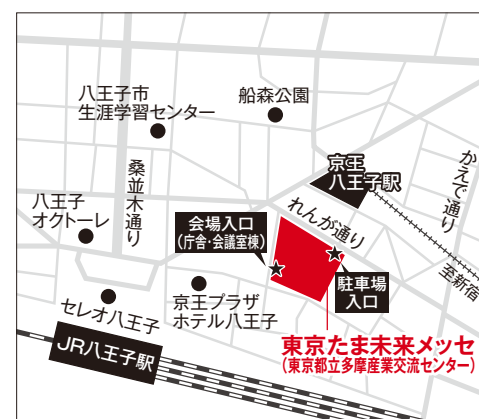 八王子市
生涯学習センター
船森公園
京王
八王子駅
かえで通り
桑並木通り
八王子
オクトーレ
れんが通り
会場入口
(庁舎・会議室棟)
駐車場
入口
至新宿
セレオ八王子
京王プラザ
ホテル八王子
JR八王子駅
東京たま未来メッセ
(東京都立多摩産業交流センター)